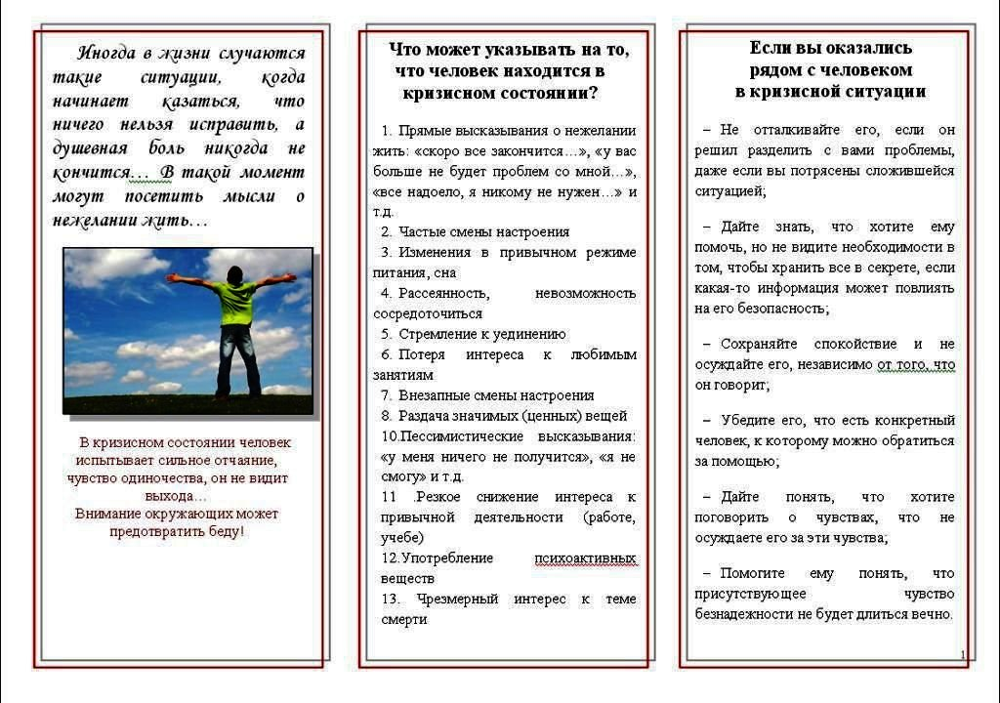 Иногда в жизни случаются
такие ситуации, когда
начинает казаться, что
ничего нельзя исправить, а
душевная боль никогда не
кончится… В такой момент
могут посетить мысли о
нежелании жить…
В кризисном состоянии человек
испытывает сильное отчаяние,
чувство одиночества, он не видит
выхода…
Внимание окружающих может
предотвратить беду!
Что может указывать на то,
что человек находится в
кризисном состоянии?
1. Прямые высказывания о нежелании
жить: «скоро все закончится…», «у вас
больше не будет проблем со мной…»,
«все надоело, я никому не нужен…» и
т.д.
2. Частые смены настроения
3. Изменения в привычном режиме
питания, сна
4. Рассеянность, невозможность
сосредоточиться
5. Стремление к уединению
6. Потеря интереса к любимым
занятиям
7. Внезапные смены настроения
8. Раздача значимых (ценных) вещей
10.Пессимистические высказывания:
«у меня ничего не получится», «я не
смогу» и т.д.
11 .Резкое снижение интереса к
привычной деятельности (работе,
учебе)
12.Употребление психоактивных
веществ
13. Чрезмерный интерес к теме
смерти
Если вы оказались
рядом с человеком
в кризисной ситуации
– Не отталкивайте его, если он
решил разделить с вами проблемы,
даже если вы потрясены сложившейся
ситуацией;
– Дайте знать, что хотите ему
помочь, но не видите необходимости в
том, чтобы хранить все в секрете, если
какая-то информация может повлиять
на его безопасность;
– Сохраняйте спокойствие и не
осуждайте его, независимо от того, что
он говорит;
– Убедите его, что есть конкретный
человек, к которому можно обратиться
за помощью;
– Дайте понять, что хотите
поговорить о чувствах, что не
осуждаете его за эти чувства;
– Помогите ему понять, что
присутствующее чувство
безнадежности не будет длиться вечно.
1